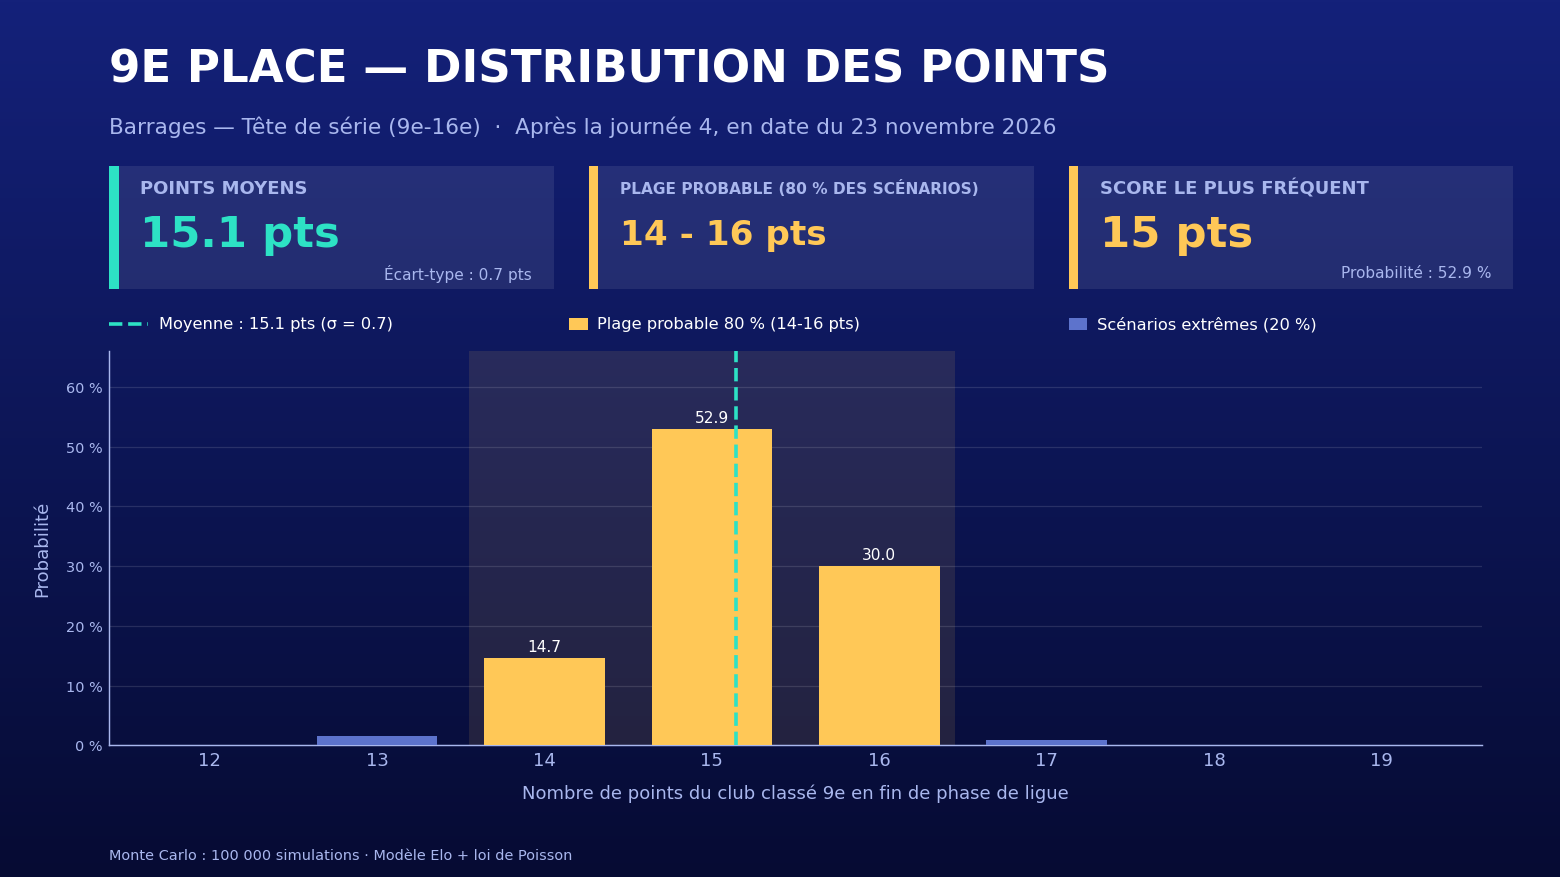 9E PLACE — DISTRIBUTION DES POINTS
Barrages — Tête de série (9e-16e)  ·  Après la journée 4, en date du 23 novembre 2026
POINTS MOYENS
15.1 pts
Écart-type : 0.7 pts
PLAGE PROBABLE (80 % DES SCÉNARIOS)
14 - 16 pts
SCORE LE PLUS FRÉQUENT
15 pts
Probabilité : 52.9 %
Moyenne : 15.1 pts (σ = 0.7)
Plage probable 80 % (14-16 pts)
Scénarios extrêmes (20 %)
Probabilité
60 %
50 %
40 %
30 %
20 %
10 %
0 %
14.7
52.9
30.0
12
13
14
15
16
17
18
19
Nombre de points du club classé 9e en fin de phase de ligue
Monte Carlo : 100 000 simulations · Modèle Elo + loi de Poisson